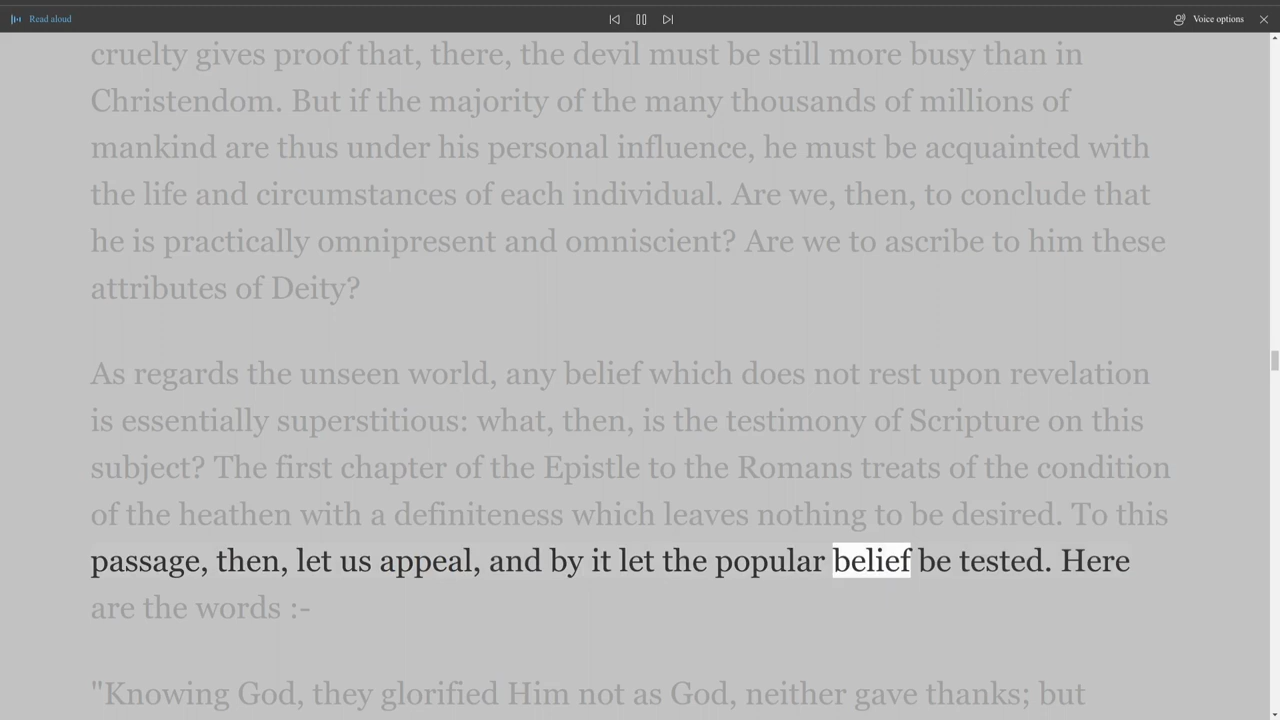 Read aloud
Voice options
cruelty gives proof that, there, the devil must be still more busy than in
Christendom. But if the majority of the many thousands of millions of
mankind are thus under his personal influence, he must be acquainted with
the life and circumstances of each individual. Are we, then, to conclude that
he is practically omnipresent and omniscient? Are we to ascribe to him these
attributes of Deity?
As regards the unseen world, any belief which does not rest upon revelation
is essentially superstitious: what, then, is the testimony of Scripture on this
subject? The first chapter of the Epistle to the Romans treats of the condition
of the heathen with a definiteness which leaves nothing to be desired. To this
passage, then, let us appeal, and by it let the popular belief be tested. Here
are the words :-
"Knowing God, they glorified Him not as God, neither gave thanks; but